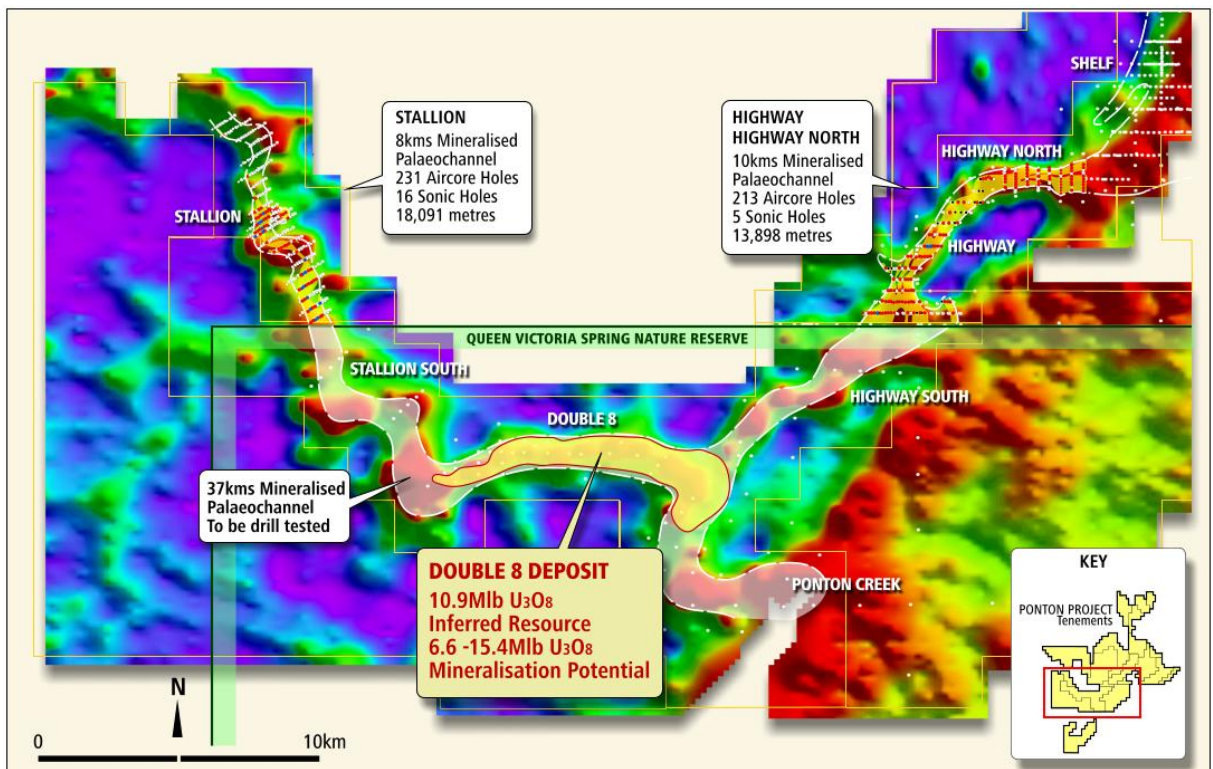 SHELF
STALLION
8kms Mineralised
Palaeochannel
231 Aircore Holes
16 Sonic Holes
18,091 metres
HIGHWAY
HIGHWAY NORTH
10kms Mineralised
Palaeochannel
213 Aircore Holes
5 Sonic Holes
13,898 metres
HIGHWAY NORTH
STALLION
HIGHWAY
QUEEN VICTORIA SPRING NATURE RESERVE
STALLION SOUTH
HIGHWAY SOUTH
DOUBLE 8
37kms Mineralised
Palaeochannel
To be drill tested
DOUBLE 8 DEPOSIT
10.9Mlb U₃O₈
Inferred Resource
6.6 -15.4Mlb U₃O₈
Mineralisation Potential
PONTON CREEK
KEY
PONTON PROJECT
Tenements
N
0 10km